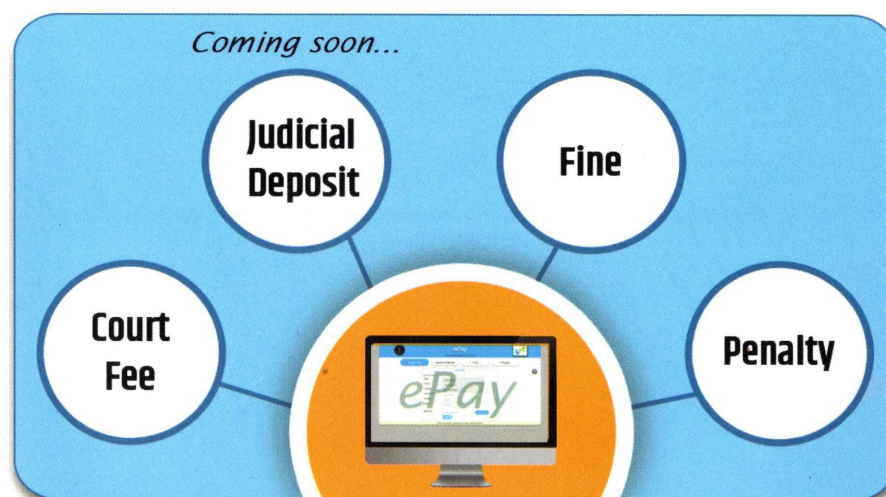 Coming soon...
Judicial
Deposit
Fine
Court
Fee
Penalty
ePay